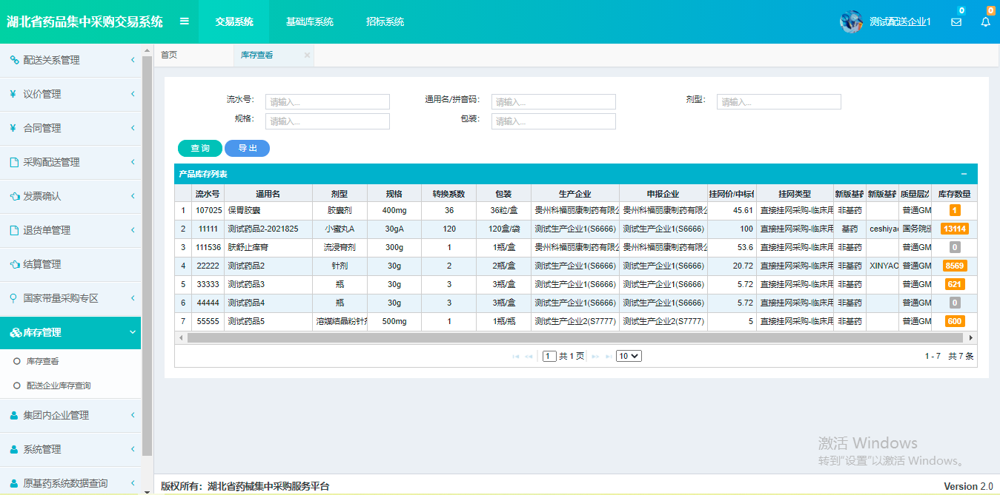 湖北省药品集中采购交易系统 交易系统 基础库系统 招标系统 测试配送企业1 0 0
首页 库存查看
配送关系管理
议价管理
合同管理
采购配送管理
发票确认
退货单管理
结算管理
国家带量采购专区
库存管理
库存查看
配送企业库存查询
集团内企业管理
系统管理
原基药系统数据查询
流水号: 请输入... 通用名/拼音码: 请输入... 剂型: 请输入...
规格: 请输入... 包装: 请输入...
查 询 导 出
产品库存列表
流水号 通用名 剂型 规格 转换系数 包装 生产企业 申报企业 挂网价/中标价 挂网类型 新版基药 新版基药 质量层次 库存数量
1 107025 保胃胶囊 胶囊剂 400mg 36 36粒/盒 贵州科福丽康制药有限公 贵州科福丽康制药有限公 45.61 直接挂网采购-临床用 非基药 普通GM 1
2 11111 测试药品2-2021825 小蜜丸A 30gA 120 120盒/袋 测试生产企业1(S6666) 测试生产企业1(S6666) 100 直接挂网采购-临床用 基药 ceshiyao 国务院颁 13114
3 111536 肤舒止痒膏 流浸膏剂 300g 1 1瓶/盒 贵州科福丽康制药有限公 贵州科福丽康制药有限公 53.6 直接挂网采购-临床用 非基药 普通GM 0
4 22222 测试药品2 针剂 30g 2 2瓶/盒 测试生产企业1(S6666) 测试生产企业1(S6666) 20.72 直接挂网采购-临床用 非基药 XINYAO 普通GM 8569
5 33333 测试药品3 瓶 30g 3 3瓶/盒 测试生产企业1(S6666) 测试生产企业1(S6666) 5.72 直接挂网采购-临床用 非基药 普通GM 621
6 44444 测试药品4 瓶 30g 3 3瓶/盒 测试生产企业1(S6666) 测试生产企业1(S6666) 5.72 直接挂网采购-临床用 非基药 普通GM 0
7 55555 测试药品5 溶媒结晶粉针剂 500mg 1 1瓶/瓶 测试生产企业2(S7777) 测试生产企业2(S7777) 5 直接挂网采购-临床用 非基药 普通GM 600
1 共 1 页 10 1 - 7 共 7 条
激活 Windows
转到"设置"以激活 Windows。
版权所有：湖北省药械集中采购服务平台 Version 2.0